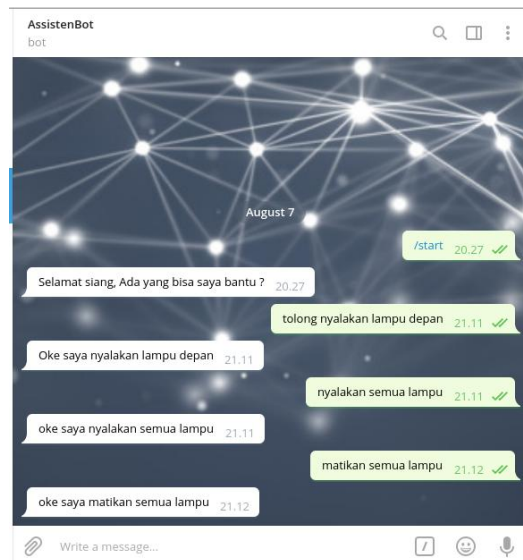 AssistenBot
bot
August 7
/start 20.27
Selamat siang, Ada yang bisa saya bantu ? 20.27
tolong nyalakan lampu depan 21.11
Oke saya nyalakan lampu depan 21.11
nyalakan semua lampu 21.11
oke saya nyalakan semua lampu 21.11
matikan semua lampu 21.12
oke saya matikan semua lampu 21.12
Write a message...